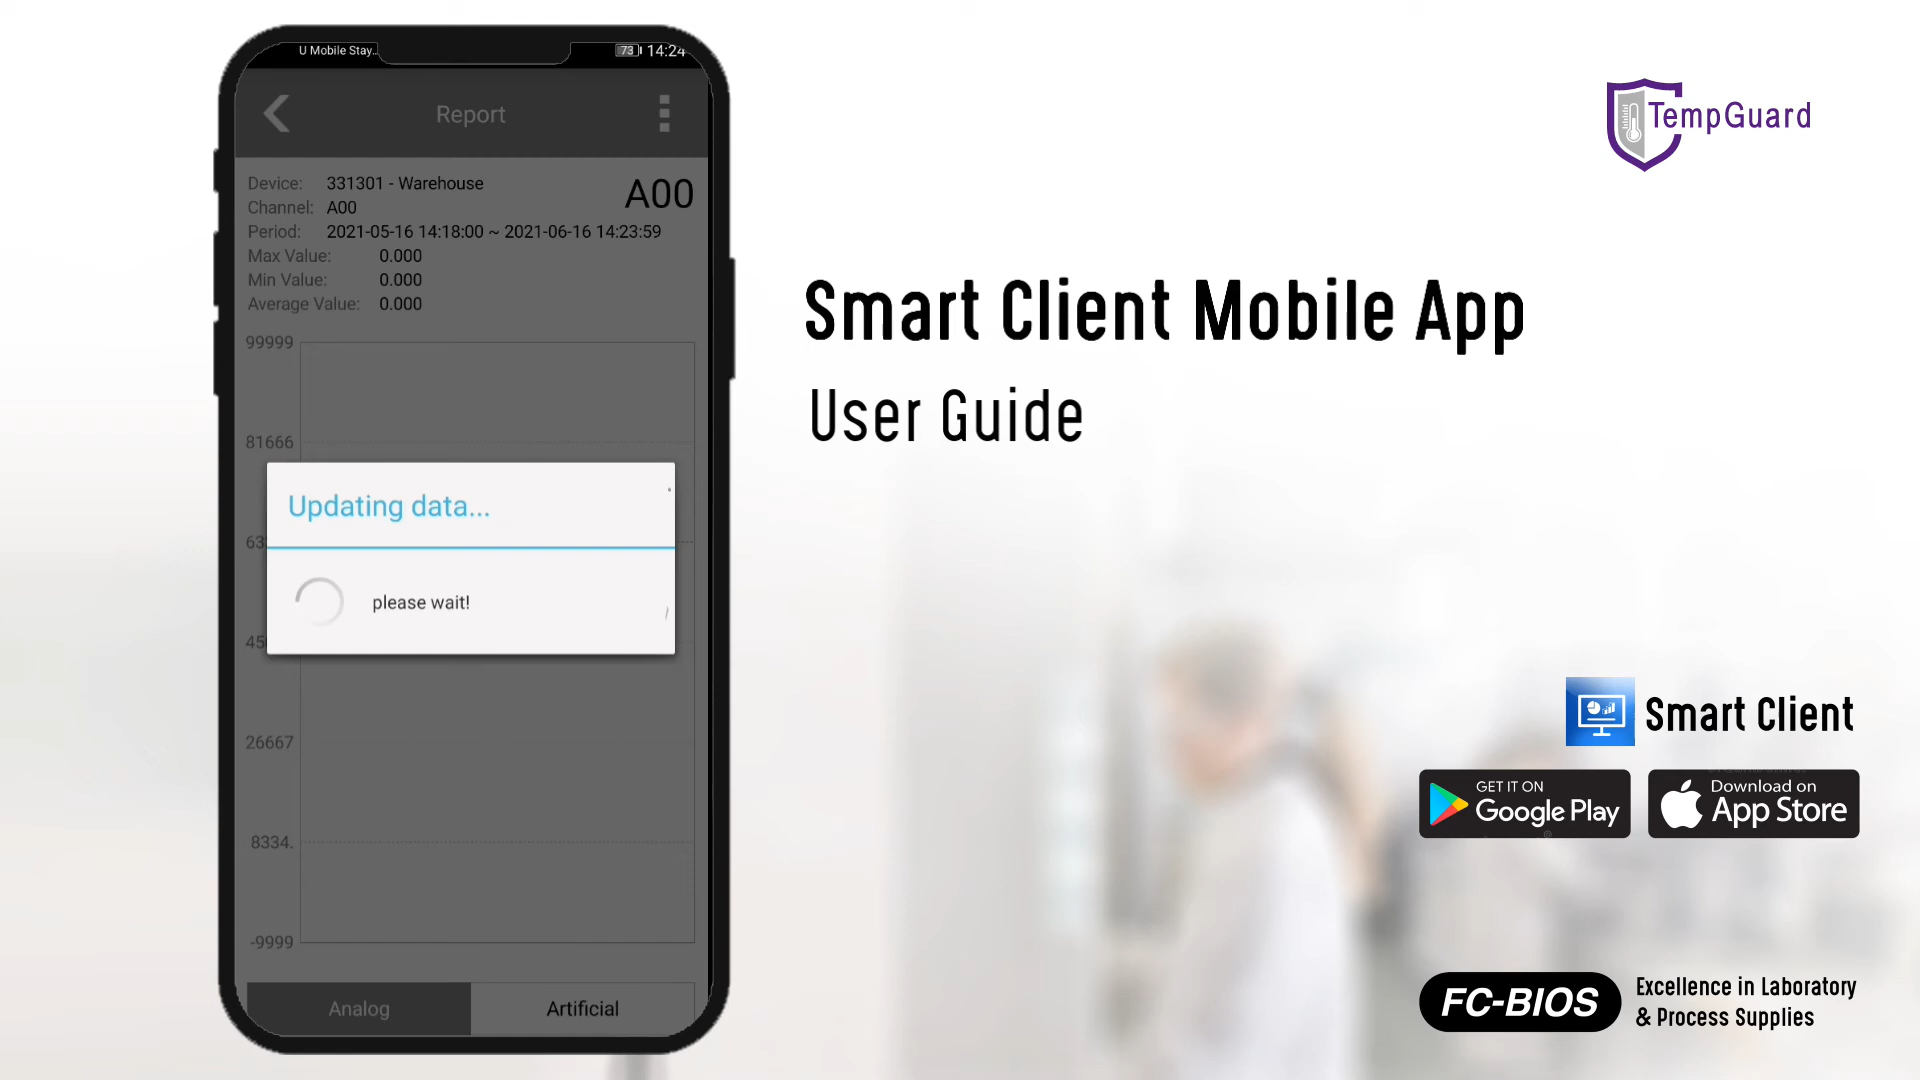 U Mobile Stay...
73
14:24
Report
Device: 331301 - Warehouse
A00
Channel: A00
Period: 2021-05-16 14:18:00 ~ 2021-06-16 14:23:59
Max Value: 0.000
Min Value: 0.000
Average Value: 0.000
99999
81666
63
45
26667
8334.
-9999
Updating data...
please wait!
Analog
Artificial
TempGuard
Smart Client Mobile App
User Guide
Smart Client
GET IT ON
Google Play
Download on
App Store
FC-BIOS
Excellence in Laboratory
& Process Supplies